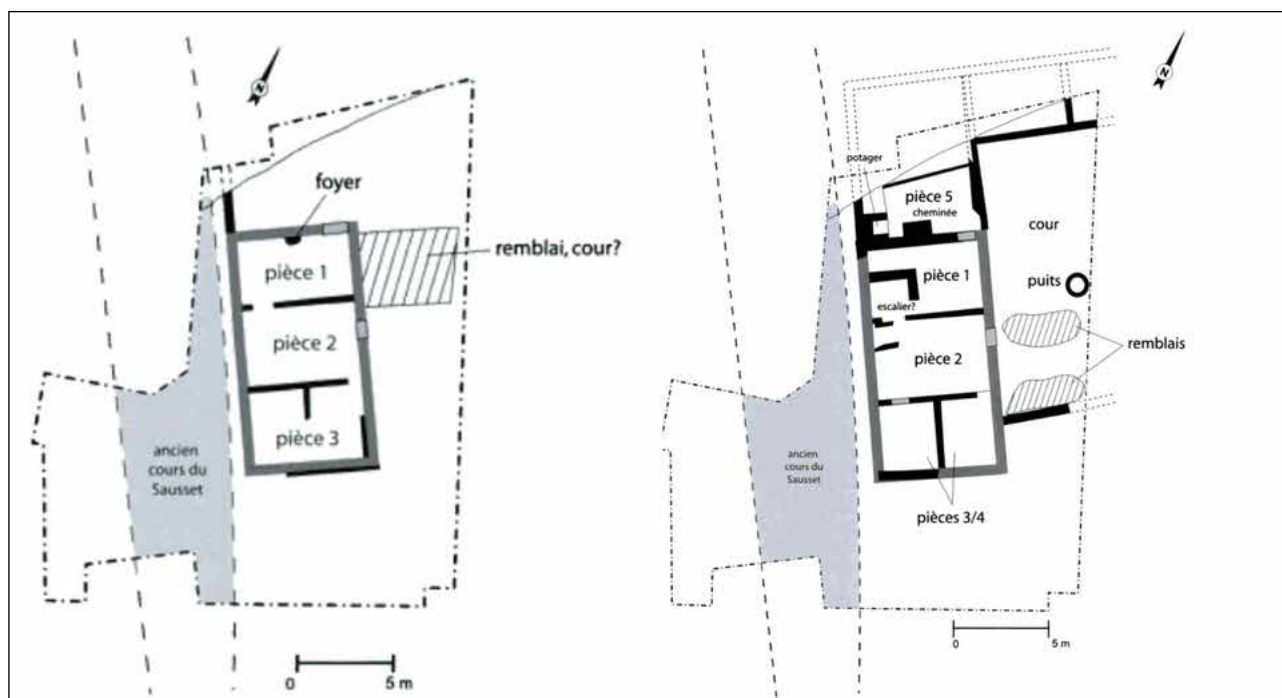 N
foyer
remblai, cour?
pièce 1
pièce 2
pièce 3
ancien
cours du
Sausset
0 5 m
N
potager
pièce 5
cheminée
cour
pièce 1
puits
escalier?
pièce 2
remblais
ancien
cours du
Sausset
pièces 3/4
0 5 m